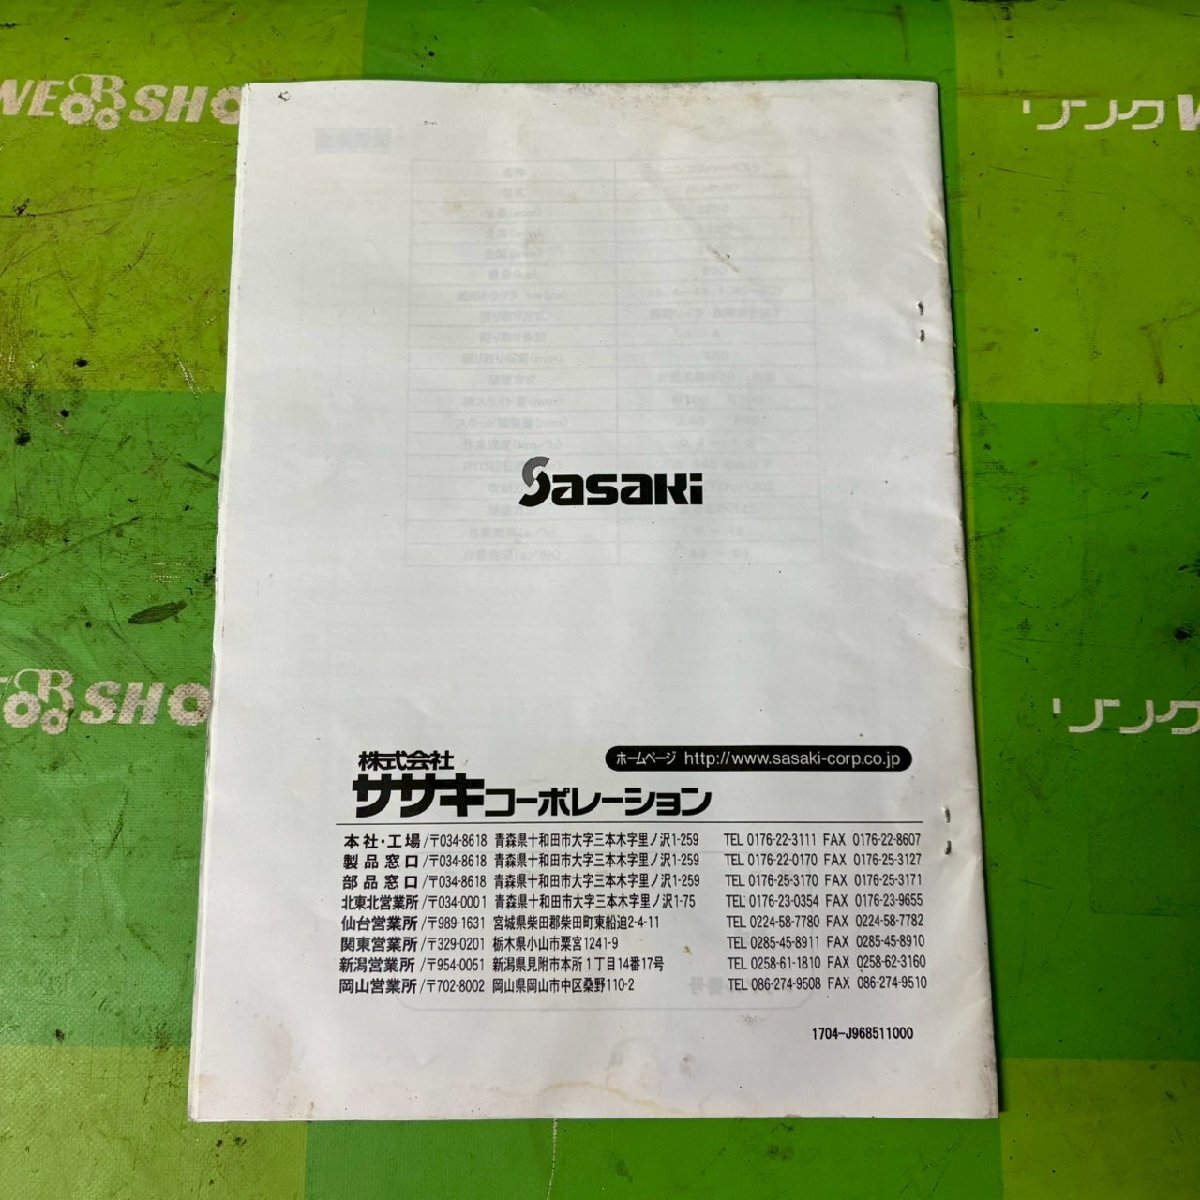 WEB SHO
リンクW
Sasaki
株式会社
ササキコーポレーション
ホームページ http://www.sasaki-corp.co.jp
本社・工場/〒034-8618 青森県十和田市大字三本木字里ノ沢1-259 TEL 0176-22-3111 FAX 0176-22-8607
製品窓口/〒034-8618 青森県十和田市大字三本木字里ノ沢1-259 TEL 0176-22-0170 FAX 0176-25-3127
部品窓口/〒034-8618 青森県十和田市大字三本木字里ノ沢1-259 TEL 0176-25-3170 FAX 0176-25-3171
北東北営業所/〒034-0001 青森県十和田市大字三本木字里ノ沢1-75 TEL 0176-23-0354 FAX 0176-23-9655
仙台営業所/〒989-1631 宮城県柴田郡柴田町東船迫2-4-11 TEL 0224-58-7780 FAX 0224-58-7782
関東営業所/〒329-0201 栃木県小山市粟宮1241-9 TEL 0285-45-8911 FAX 0285-45-8910
新潟営業所/〒954-0051 新潟県見附市本所1丁目14番17号 TEL 0258-61-1810 FAX 0258-62-3160
岡山営業所/〒702-8002 岡山県岡山市中区桑野110-2 TEL 086-274-9508 FAX 086-274-9510
1704-J968511000
B SHO
リンク